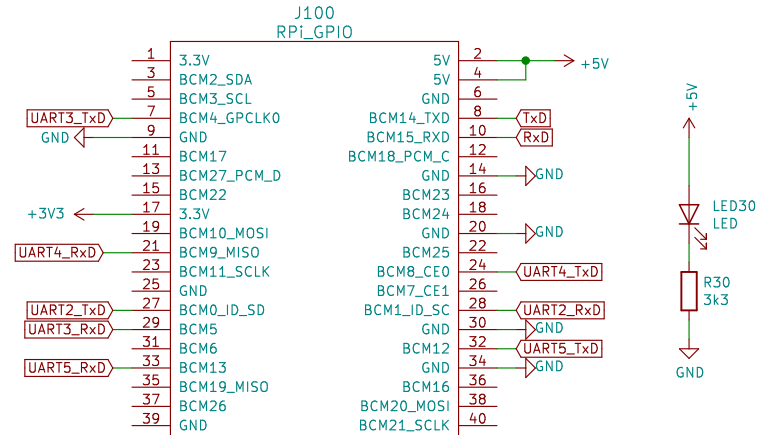 J100
RPi_GPIO
1 3.3V 5V 2 +5V
3 BCM2_SDA 5V 4
5 BCM3_SCL GND 6
UART3_TxD 7 BCM4_GPCLK0 BCM14_TXD 8 TxD
GND 9 GND BCM15_RXD 10 RxD
11 BCM17 BCM18_PCM_C 12
13 BCM27_PCM_D GND 14 GND
15 BCM22 BCM23 16
+3V3 17 3.3V BCM24 18
19 BCM10_MOSI GND 20 GND
UART4_RxD 21 BCM9_MISO BCM25 22
23 BCM11_SCLK BCM8_CE0 24 UART4_TxD
25 GND BCM7_CE1 26
UART2_TxD 27 BCM0_ID_SD BCM1_ID_SC 28 UART2_RxD
UART3_RxD 29 BCM5 GND 30 GND
31 BCM6 BCM12 32 UART5_TxD
UART5_RxD 33 BCM13 GND 34 GND
35 BCM19_MISO BCM16 36
37 BCM26 BCM20_MOSI 38
39 GND BCM21_SCLK 40
+5V
LED30
LED
R30
3k3
GND